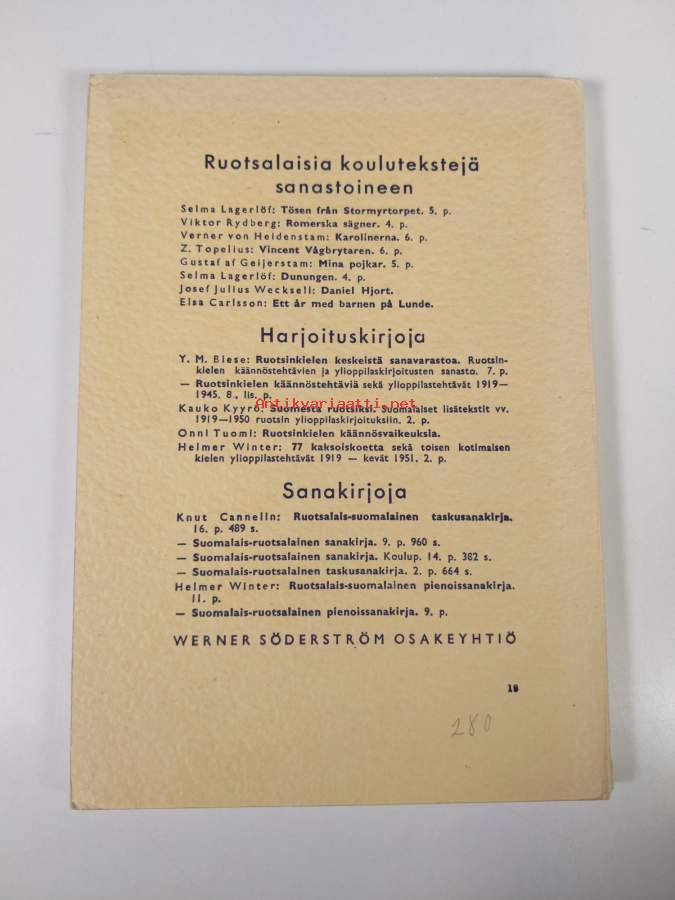 Ruotsalaisia koulutekstejä
sanastoineen
Selma Lagerlöf: Tösen från Stormyrtorpet. 5. p.
Viktor Rydberg: Romerska sägner. 4. p.
Verner von Heidenstam: Karolinerna. 6. p.
Z. Topelius: Vincent Vågbrytaren. 6. p.
Gustaf af Geijerstam: Mina pojkar. 5. p.
Selma Lagerlöf: Dunungen. 4. p.
Josef Julius Wecksell: Daniel Hjort.
Elsa Carlsson: Ett år med barnen på Lunde.
Harjoituskirjoja
Y. M. Biese: Ruotsinkielen keskeistä sanavarastoa. Ruotsin-
kielen käännöstehtävien ja ylioppilaskirjoitusten sanasto. 7. p.
— Ruotsinkielen käännöstehtäviä sekä ylioppilastehtävät 1919—
1945. 8., lis. p.
Antikvariaatti.net
Kauko Kyyrö: Suomesta ruotsiksi. Suomalaiset lisätekstit vv.
1919—1950 ruotsin ylioppilaskirjoituksiin. 2. p.
Onni Tuomi: Ruotsinkielen käännösvaikeuksia.
Helmer Winter: 77 kaksoiskoetta sekä toisen kotimaisen
kielen ylioppilastehtävät 1919 — kevät 1951. 2. p.
Sanakirjoja
Knut Cannelin: Ruotsalais-suomalainen taskusanakirja.
16. p. 489 s.
— Suomalais-ruotsalainen sanakirja. 9. p. 960 s.
— Suomalais-ruotsalainen sanakirja. Koulup. 14. p. 382 s.
— Suomalais-ruotsalainen taskusanakirja. 2. p. 664 s.
Helmer Winter: Ruotsalais-suomalainen pienoissanakirja.
11. p.
— Suomalais-ruotsalainen pienoissanakirja. 9. p.
WERNER SÖDERSTRÖM OSAKEYHTIÖ
18
280